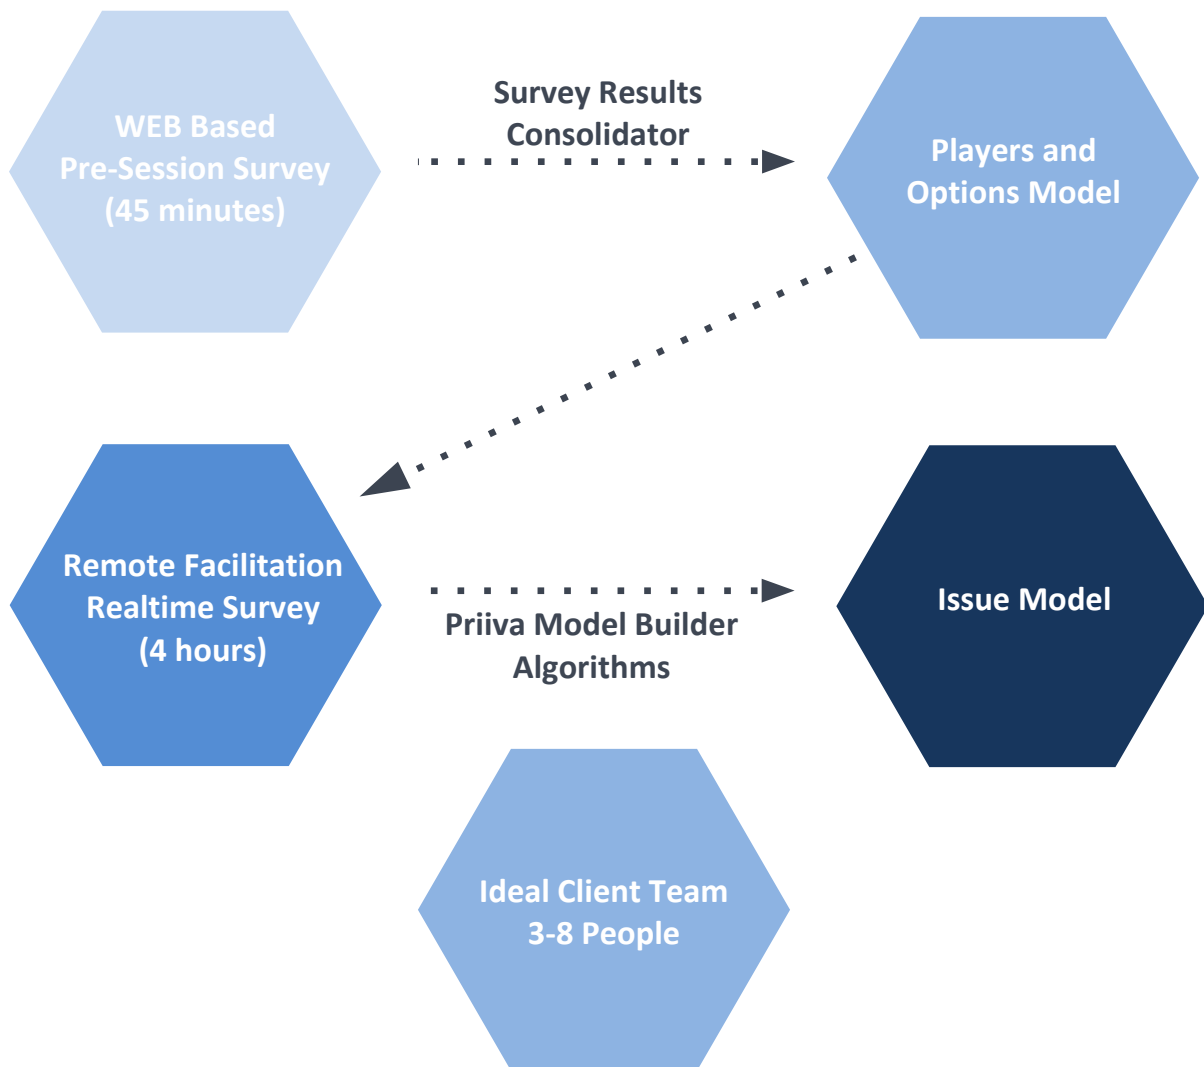 WEB Based
Pre-Session Survey
(45 minutes)
Survey Results
Consolidator
Players and
Options Model
Remote Facilitation
Realtime Survey
(4 hours)
Priiva Model Builder
Algorithms
Issue Model
Ideal Client Team
3-8 People